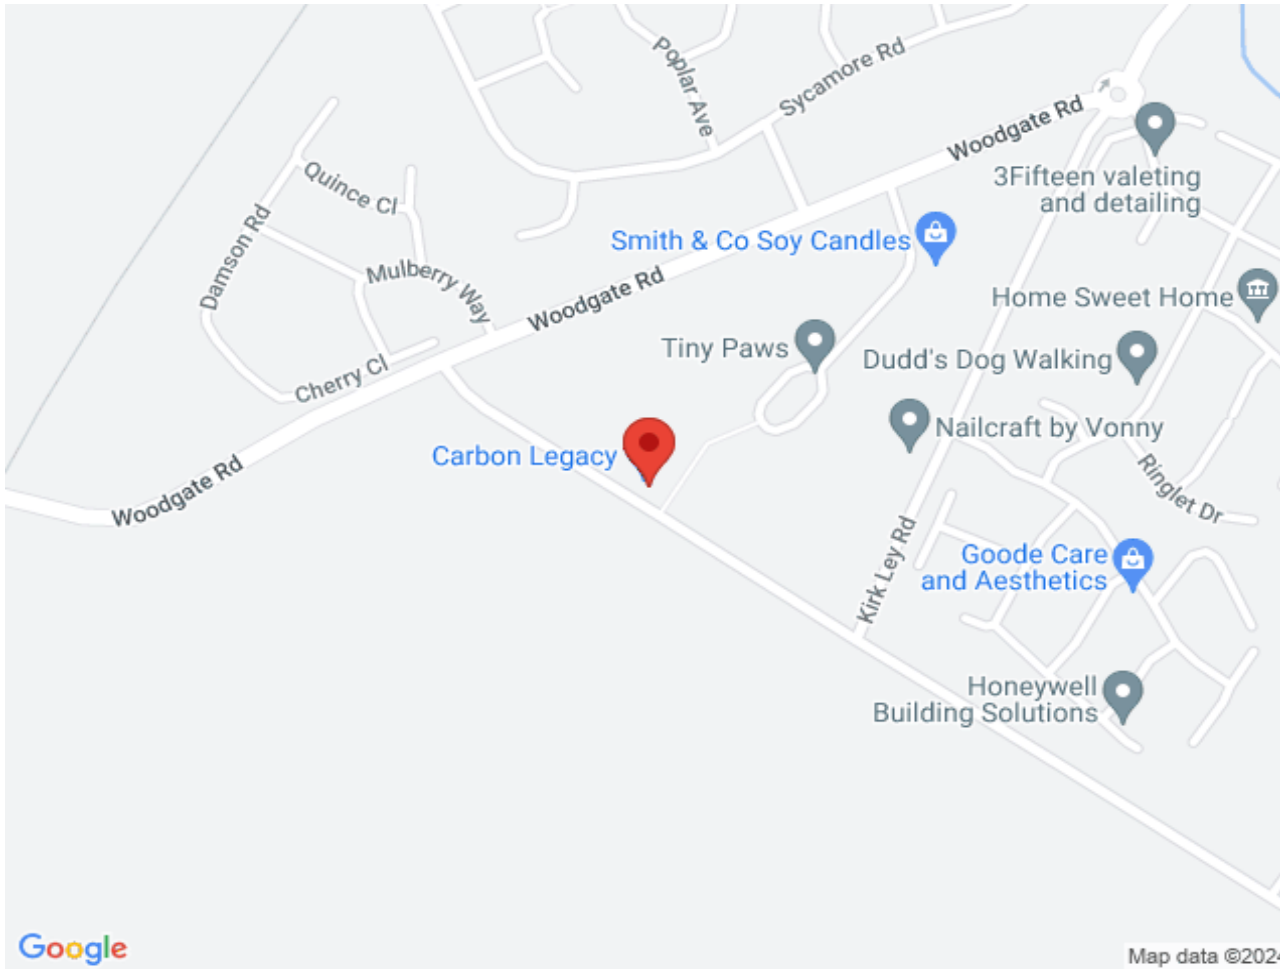 Poplar Ave
Sycamore Rd
Woodgate Rd
3Fifteen valeting
and detailing
Quince Cl
Damson Rd
Mulberry Way
Smith & Co Soy Candles
Woodgate Rd
Home Sweet Home
Tiny Paws
Dudd's Dog Walking
Cherry Cl
Nailcraft by Vonny
Carbon Legacy
Ringlet Dr
Woodgate Rd
Kirk Ley Rd
Goode Care
and Aesthetics
Honeywell
Building Solutions
Google
Map data ©2024